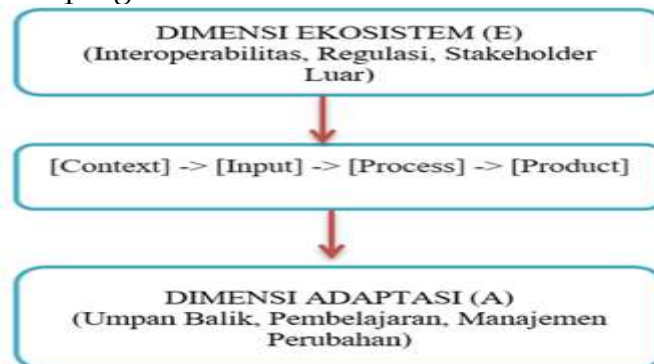 DIMENSI EKOSISTEM (E)
(Interoperabilitas, Regulasi, Stakeholder
Luar)
[Context] -> [Input] -> [Process] -> [Product]
DIMENSI ADAPTASI (A)
(Umpan Balik, Pembelajaran, Manajemen
Perubahan)